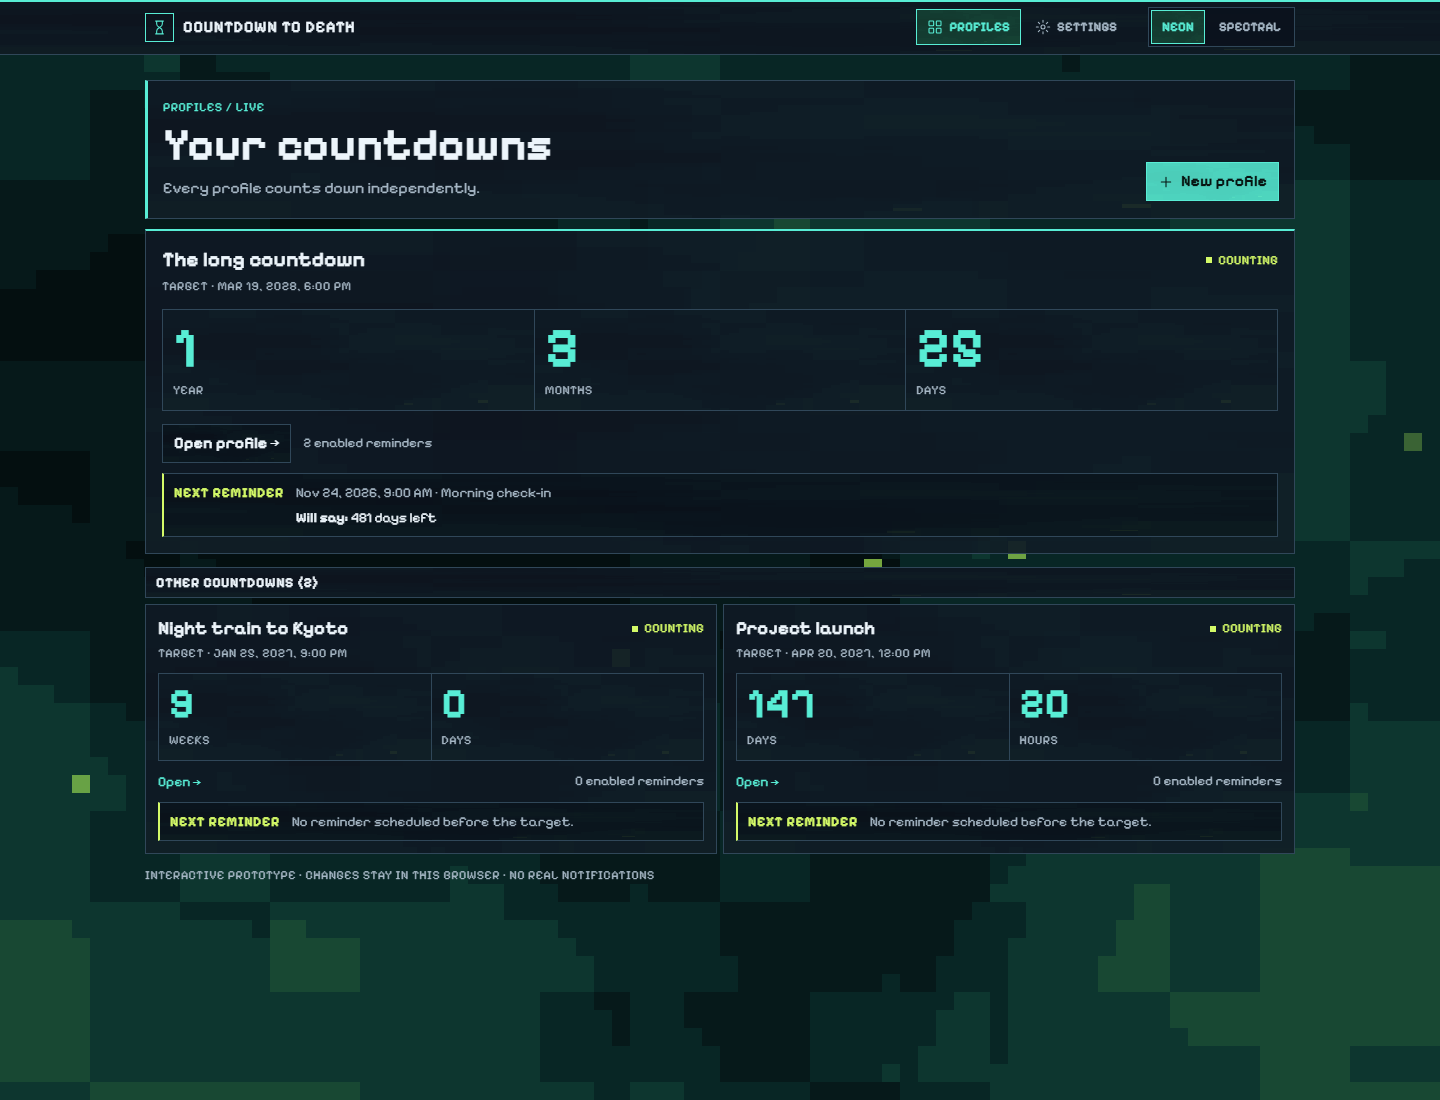 COUNTDOWN TO DEATH
PROFILES
SETTINGS
NEON
SPECTRAL
PROFILES / LIVE
Your countdowns
Every profile counts down independently.
+ New profile
The long countdown
COUNTING
TARGET · MAR 19, 2028, 6:00 PM
1
3
25
YEAR
MONTHS
DAYS
Open profile →
2 enabled reminders
NEXT REMINDER
Nov 24, 2026, 9:00 AM · Morning check-in
Will say: 481 days left
OTHER COUNTDOWNS (2)
Night train to Kyoto
COUNTING
TARGET · JAN 25, 2027, 9:00 PM
9
0
WEEKS
DAYS
Open →
0 enabled reminders
NEXT REMINDER
No reminder scheduled before the target.
Project launch
COUNTING
TARGET · APR 20, 2027, 12:00 PM
147
20
DAYS
HOURS
Open →
0 enabled reminders
NEXT REMINDER
No reminder scheduled before the target.
INTERACTIVE PROTOTYPE · CHANGES STAY IN THIS BROWSER · NO REAL NOTIFICATIONS